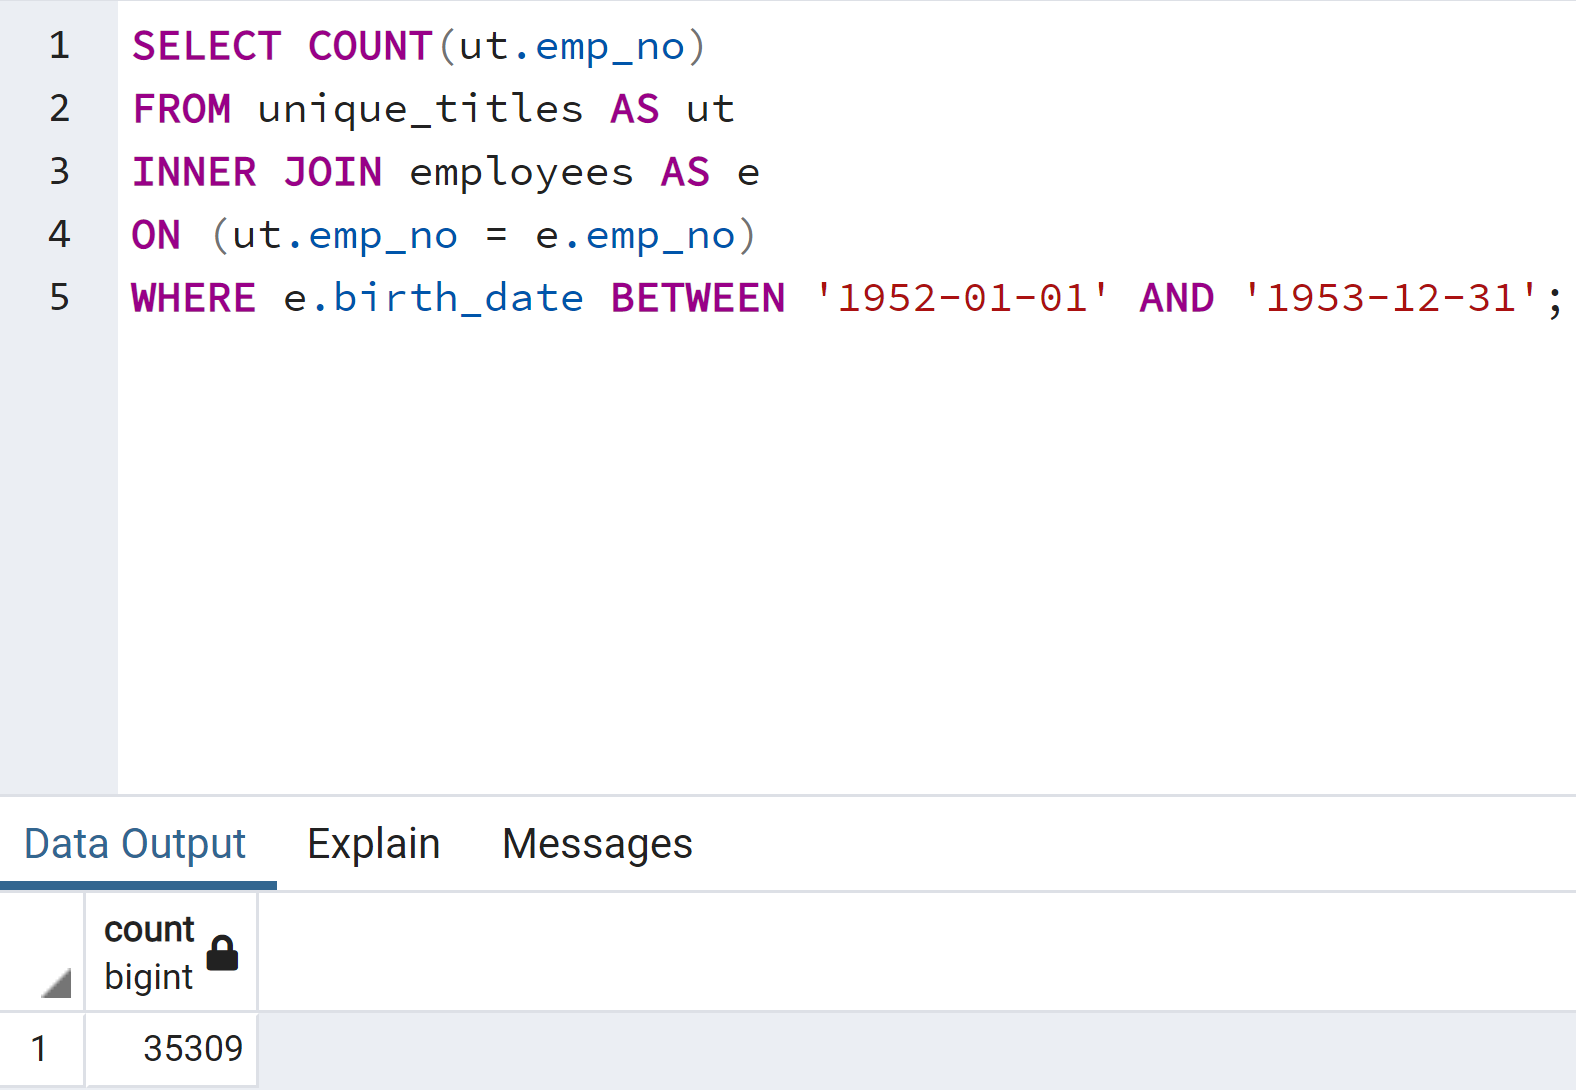 1 SELECT COUNT(ut.emp_no)
2 FROM unique_titles AS ut
3 INNER JOIN employees AS e
4 ON (ut.emp_no = e.emp_no)
5 WHERE e.birth_date BETWEEN '1952-01-01' AND '1953-12-31';
Data Output Explain Messages
count
bigint
1 35309